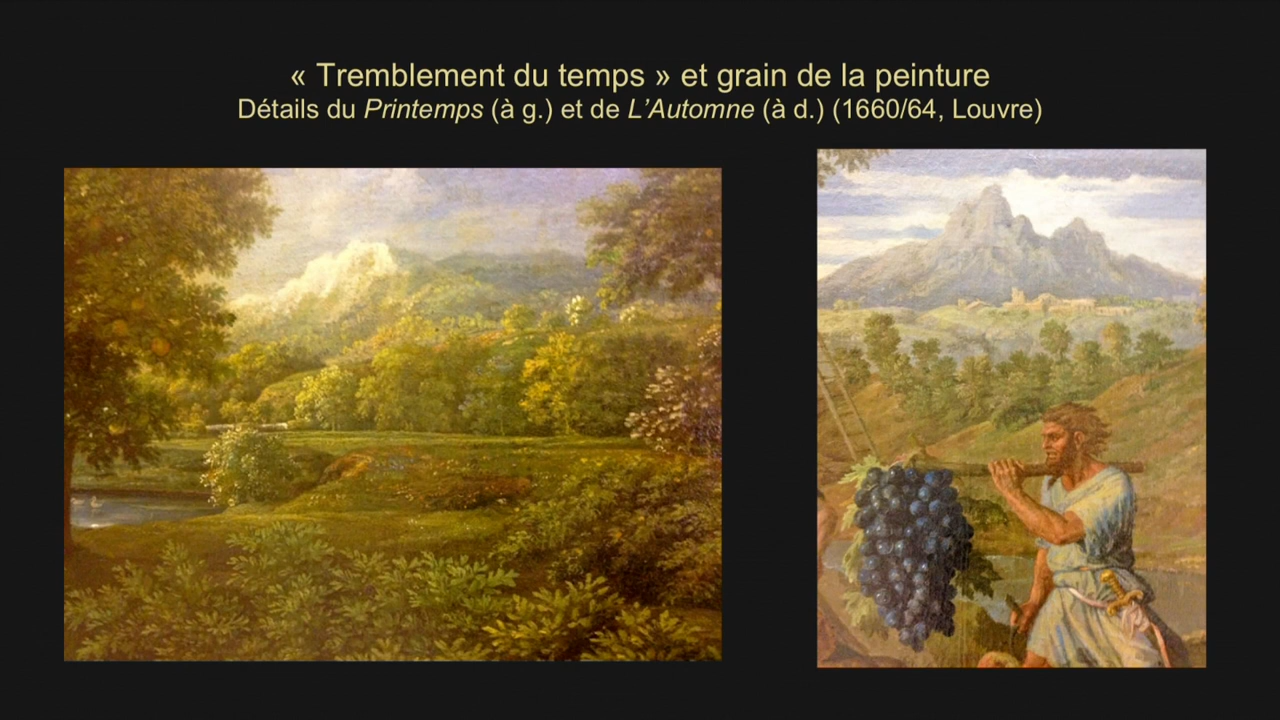 « Tremblement du temps » et grain de la peinture
Détails du Printemps (à g.) et de L’Automne (à d.) (1660/64, Louvre)